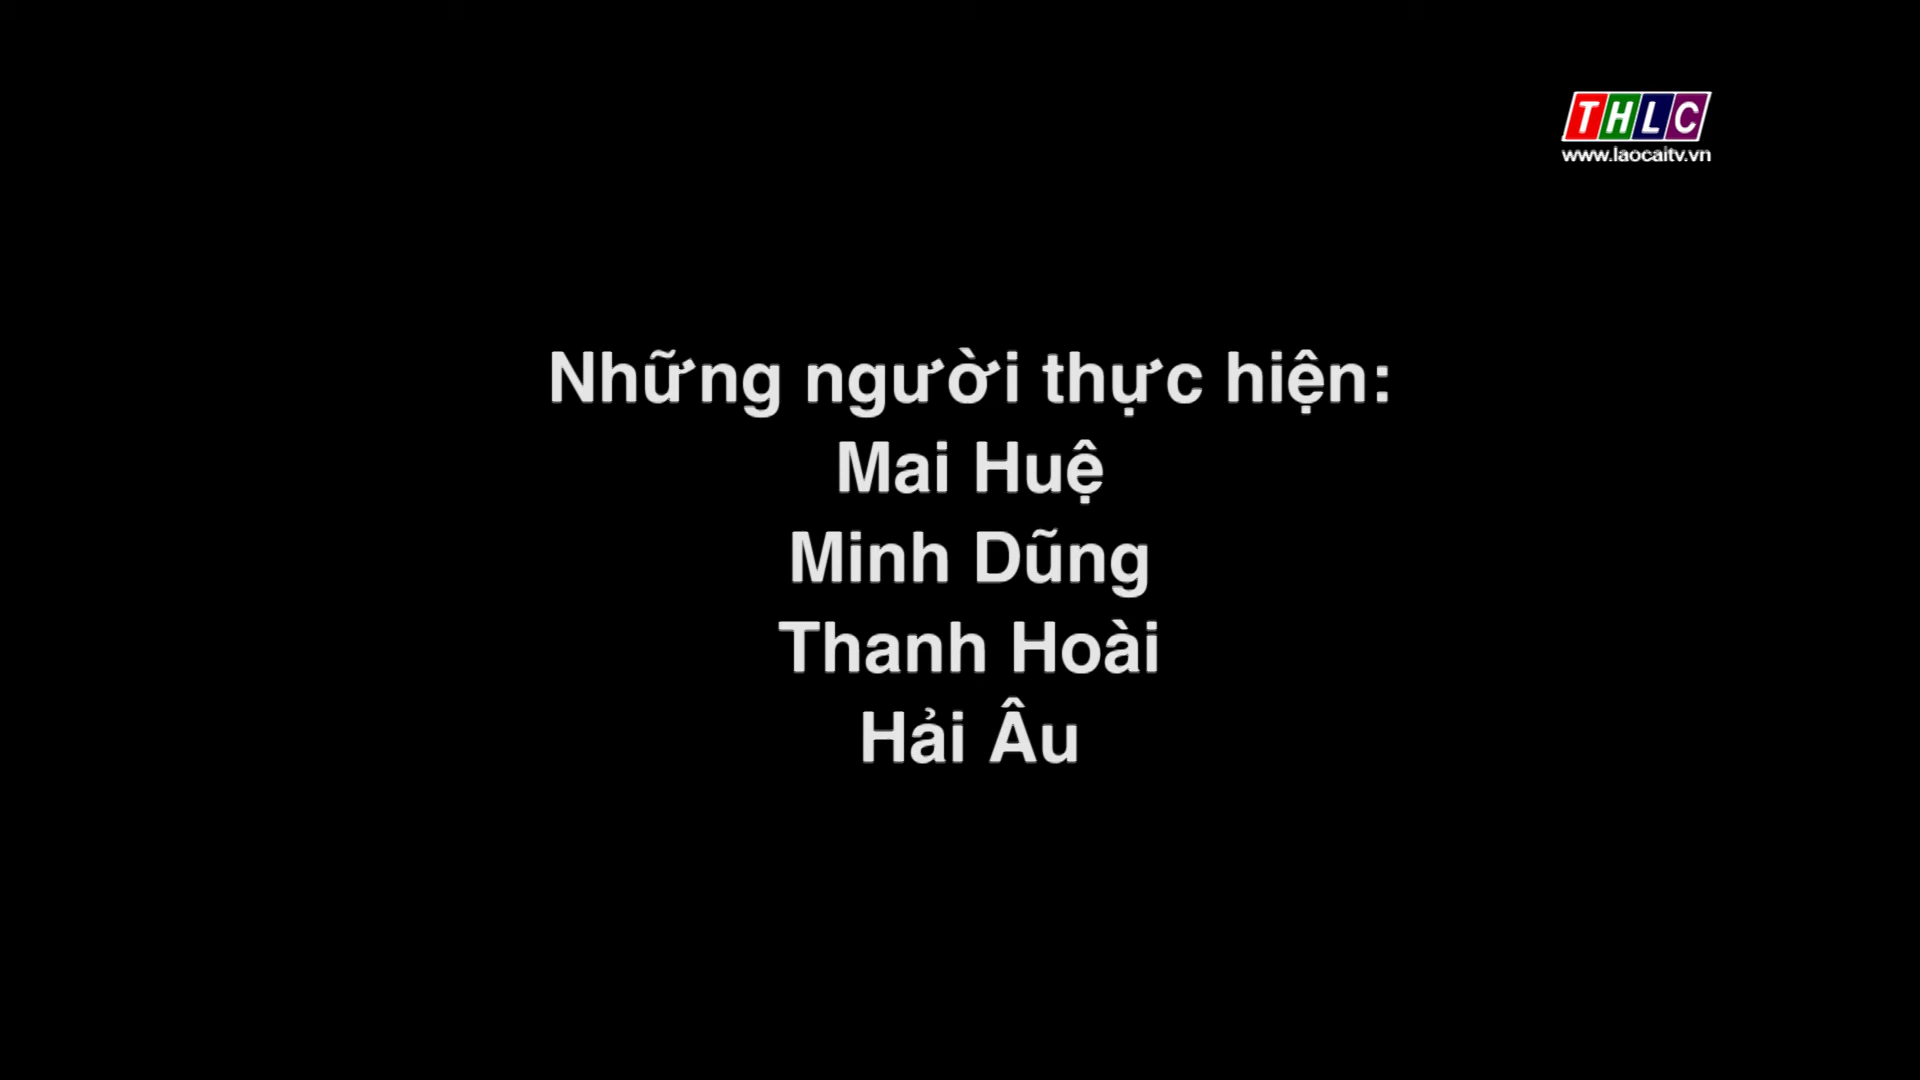 THLC
www.laocaitv.vn
Những người thực hiện:
Mai Huệ
Minh Dũng
Thanh Hoài
Hải Âu